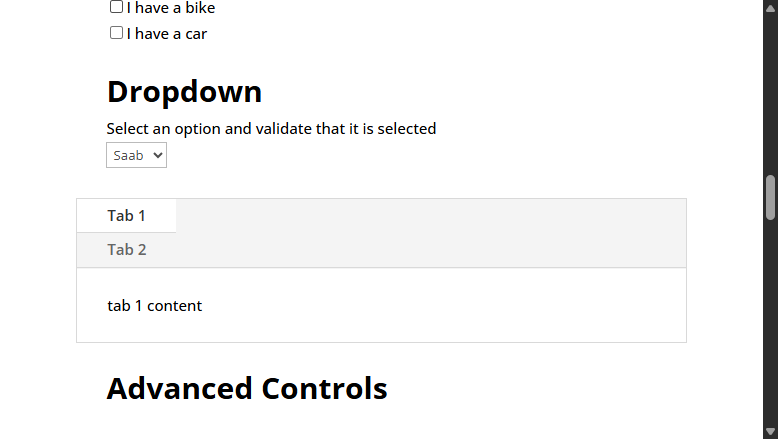 I have a bike
I have a car
Dropdown
Select an option and validate that it is selected
Saab
Tab 1
Tab 2
tab 1 content
Advanced Controls